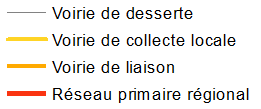 Voirie de desserte
Voirie de collecte locale
Voirie de liaison
Réseau primaire régional